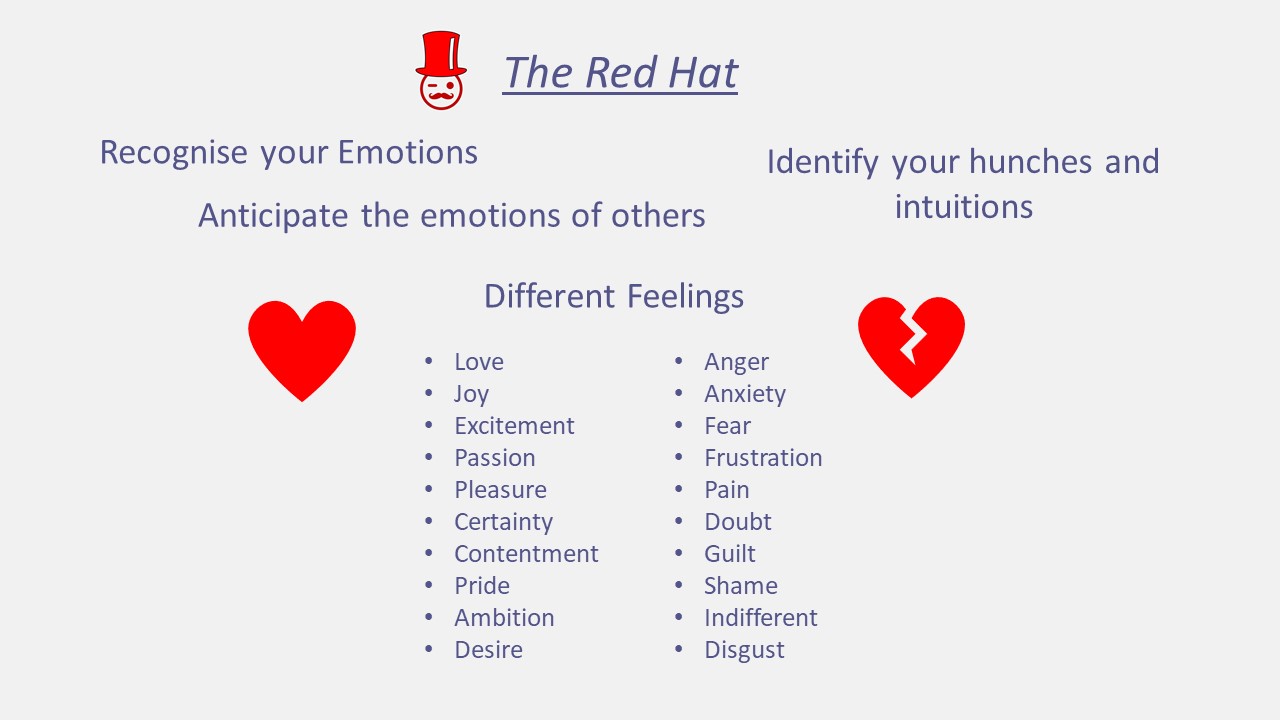 The Red Hat
Recognise your Emotions
Anticipate the emotions of others
Identify your hunches and
intuitions
Different Feelings
• Love
• Joy
• Excitement
• Passion
• Pleasure
• Certainty
• Contentment
• Pride
• Ambition
• Desire
• Anger
• Anxiety
• Fear
• Frustration
• Pain
• Doubt
• Guilt
• Shame
• Indifferent
• Disgust